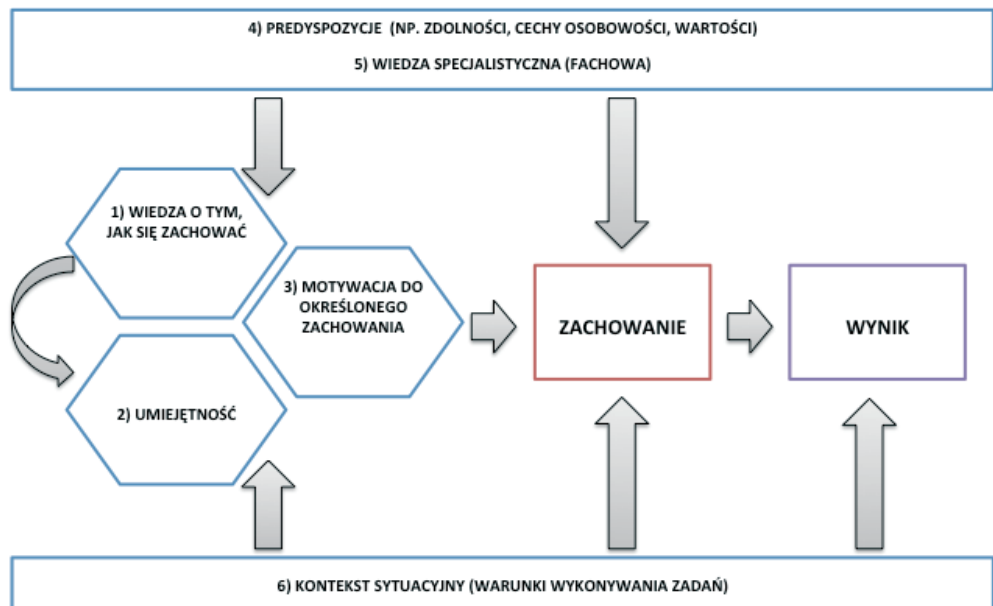 4) PREDYSPOZYCJE (NP. ZDOLNOŚCI, CECHY OSOBOWOŚCI, WARTOŚCI)
5) WIEDZA SPECJALISTYCZNA (FACHOWA)
1) WIEDZA O TYM,
JAK SIĘ ZACHOWAĆ
3) MOTYWACJA DO
OKREŚLONEGO
ZACHOWANIA
2) UMIEJĘTNOŚĆ
ZACHOWANIE
WYNIK
6) KONTEKST SYTUACYJNY (WARUNKI WYKONYWANIA ZADAŃ)